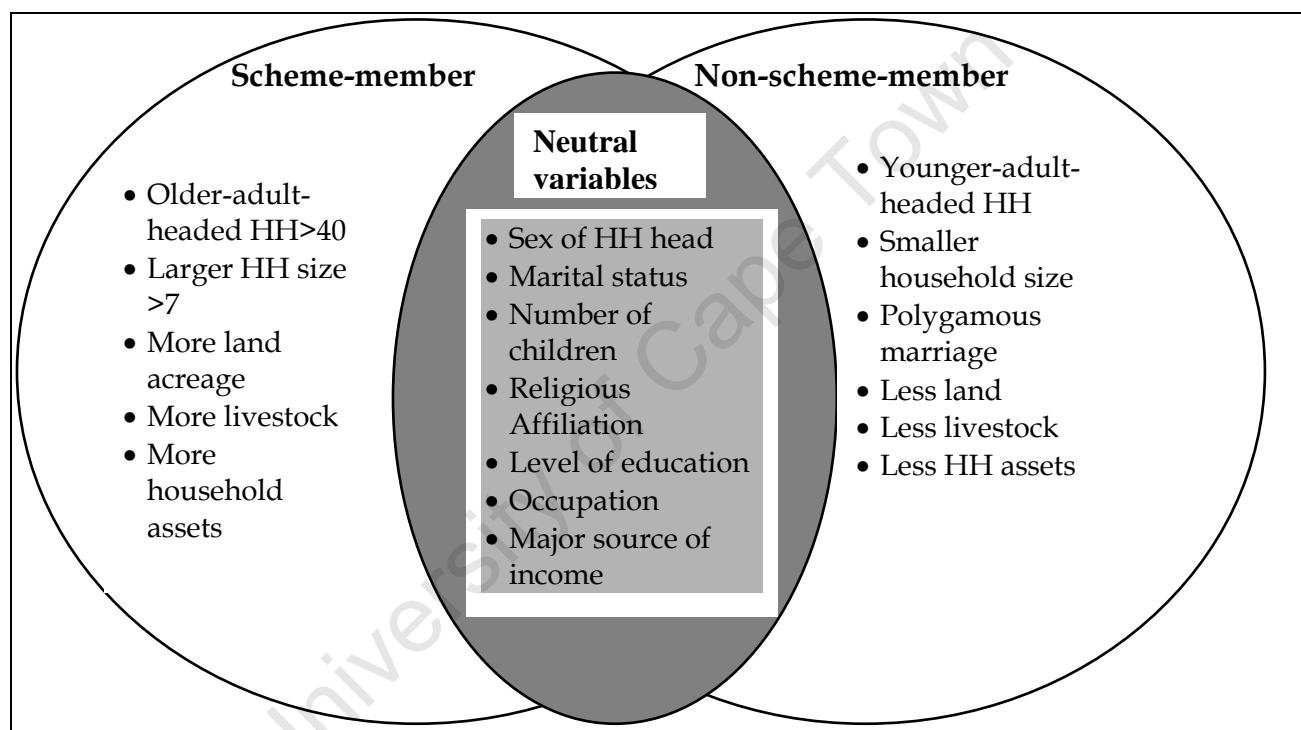 Scheme-member
• Older-adult-
headed HH>40
• Larger HH size
>7
• More land
acreage
• More livestock
• More
household
assets
Neutral
variables
• Sex of HH head
• Marital status
• Number of
children
• Religious
Affiliation
• Level of education
• Occupation
• Major source of
income
Non-scheme-member
• Younger-adult-
headed HH
• Smaller
household size
• Polygamous
marriage
• Less land
• Less livestock
• Less HH assets
University of Cape Town